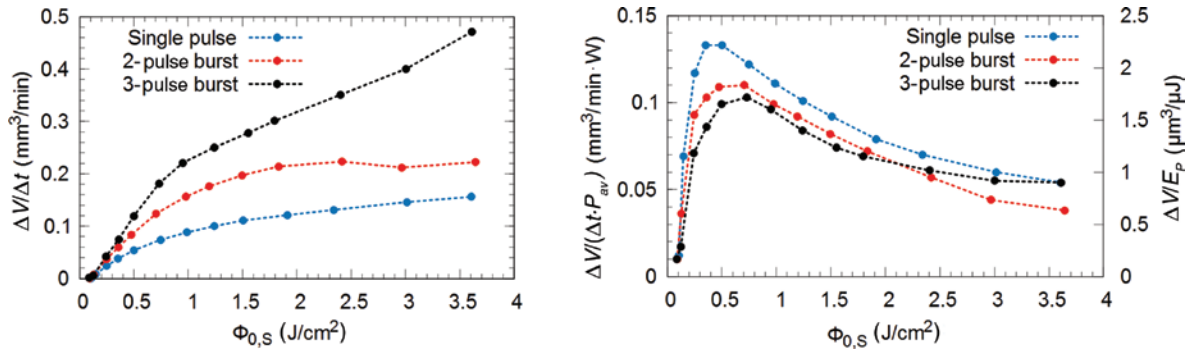 0.5
0.4
0.3
0.2
0.1
0
ΔV/Δt (mm³/min)
Single pulse
2-pulse burst
3-pulse burst
0 0.5 1 1.5 2 2.5 3 3.5 4
Φ0,S (J/cm²)
0.15
0.1
0.05
0
ΔV/(Δt·Pav) (mm³/min·W)
Single pulse
2-pulse burst
3-pulse burst
2.5
2
1.5
1
0.5
0
ΔV/EP (μm³/μJ)
0 0.5 1 1.5 2 2.5 3 3.5 4
Φ0,S (J/cm²)